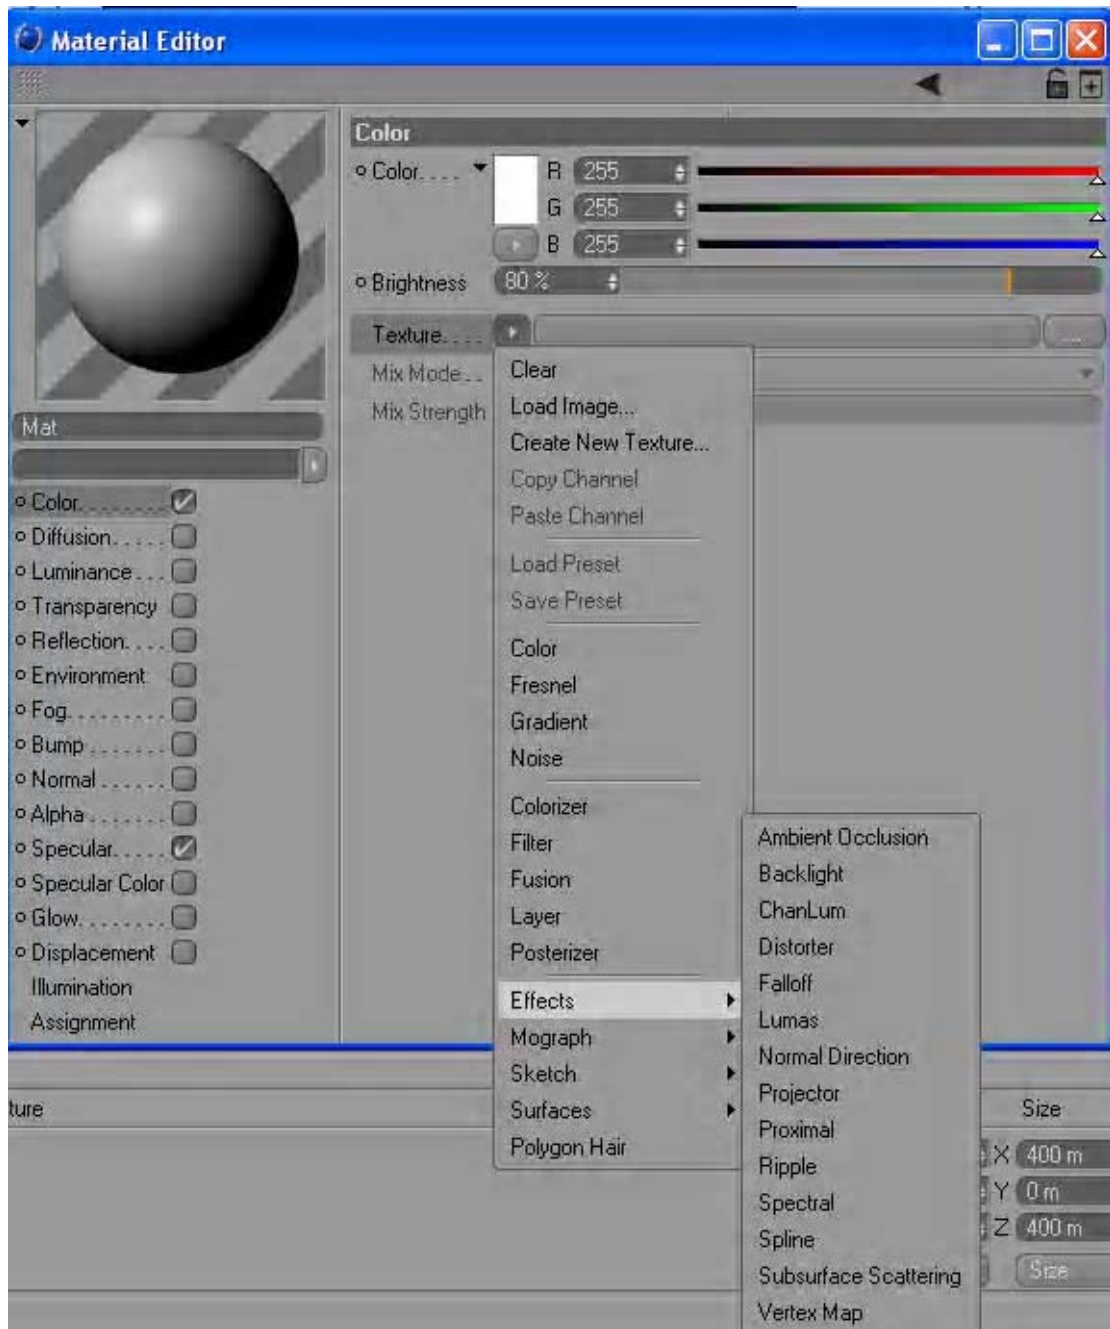 Material Editor
Color
Color. . . .
R 255
G 255
B 255
Brightness 80 %
Texture. . . .
...
Mix Mode . .
Mix Strength
Mat
Color. . . . . . . .
Diffusion. . . . .
Luminance . . .
Transparency
Reflection. . . .
Environment
Fog. . . . . . . . .
Bump . . . . . . .
Normal . . . . . .
Alpha . . . . . . .
Specular. . . . .
Specular Color
Glow. . . . . . . .
Displacement
Illumination
Assignment
Clear
Load Image...
Create New Texture...
Copy Channel
Paste Channel
Load Preset
Save Preset
Color
Fresnel
Gradient
Noise
Colorizer
Filter
Fusion
Layer
Posterizer
Effects
Mograph
Sketch
Surfaces
Polygon Hair
Ambient Occlusion
Backlight
ChanLum
Distorter
Falloff
Lumas
Normal Direction
Projector
Proximal
Ripple
Spectral
Spline
Subsurface Scattering
Vertex Map
ture
Size
X 400 m
Y 0 m
Z 400 m
Size